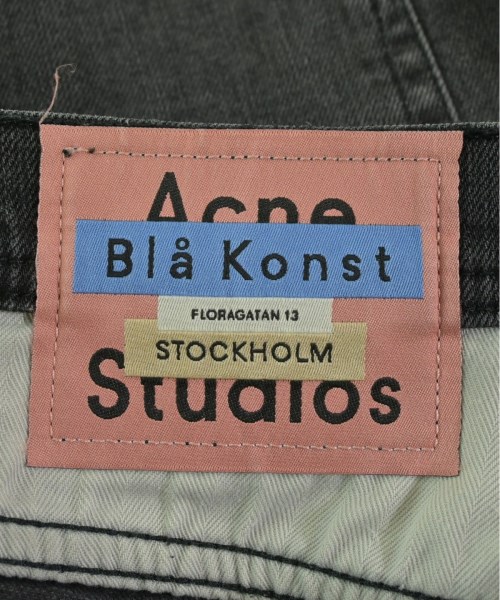 Acne
Blå Konst
FLORAGATAN 13
STOCKHOLM
Studios